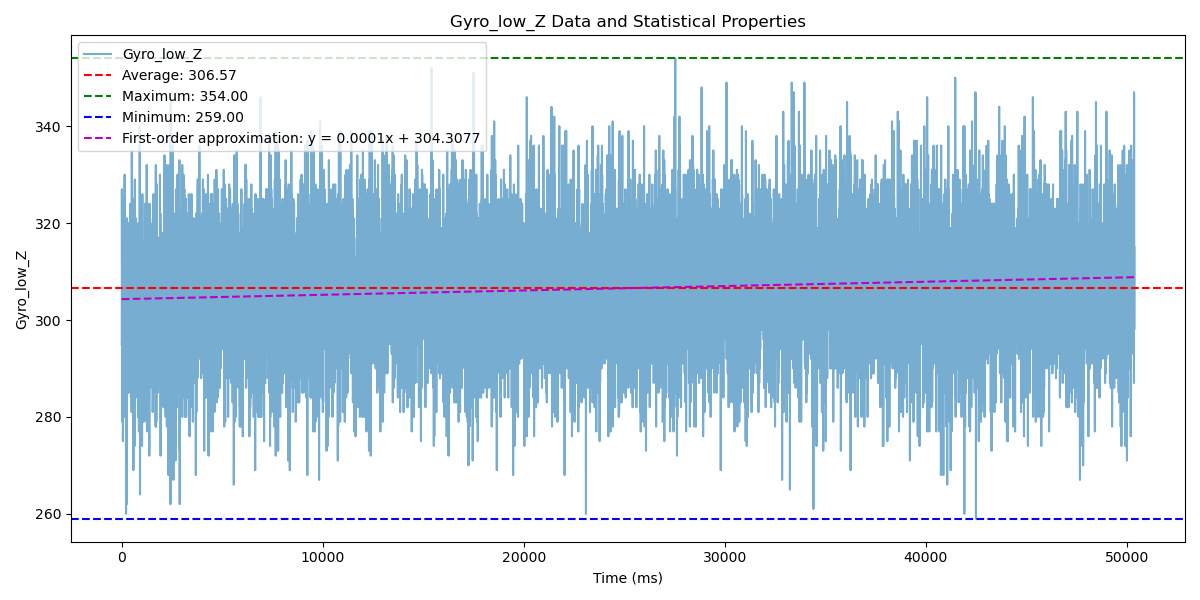 Gyro_low_Z Data and Statistical Properties
Gyro_low_Z
Average: 306.57
Maximum: 354.00
Minimum: 259.00
First-order approximation: y = 0.0001x + 304.3077
340
320
300
280
260
Gyro_low_Z
0 10000 20000 30000 40000 50000
Time (ms)